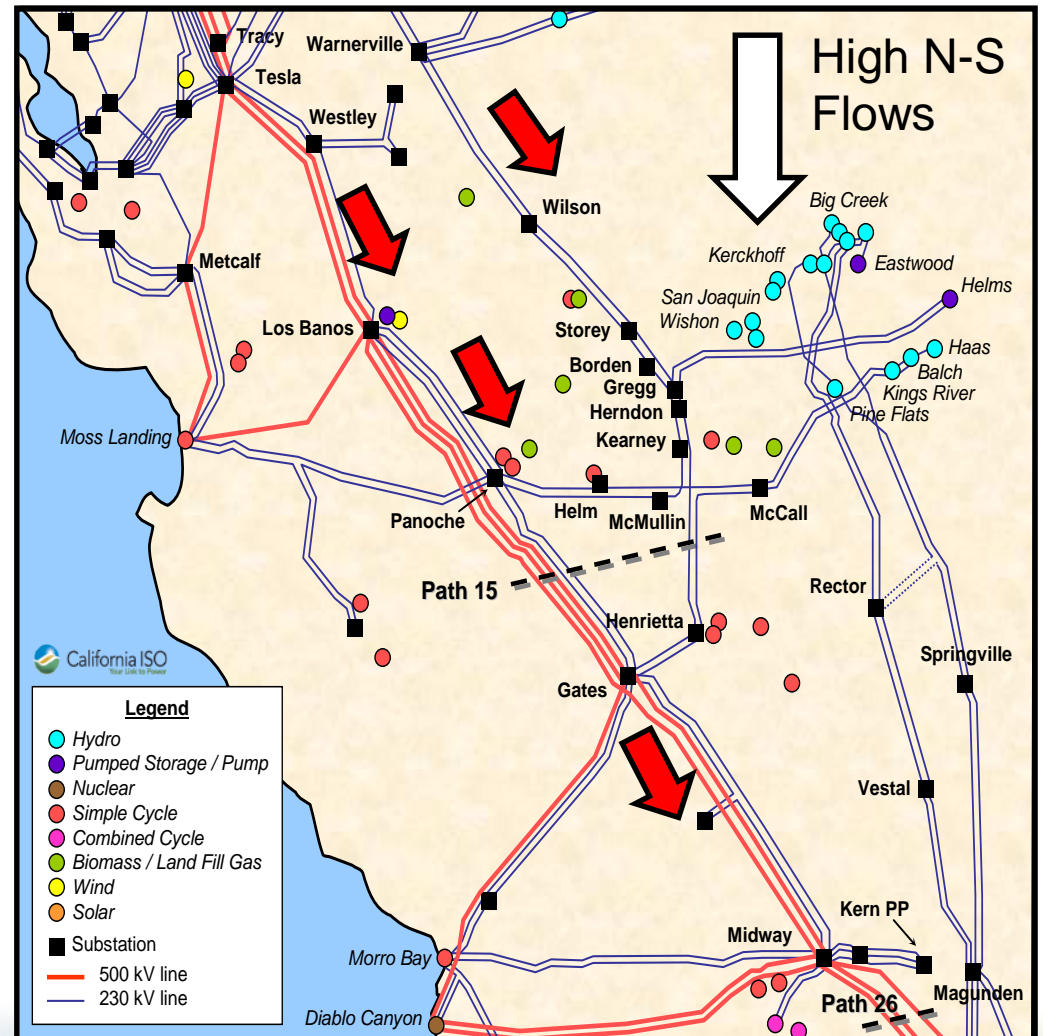 High N-S
Flows
Tracy
Warnerville
Tesla
Westley
Wilson
Big Creek
Kerckhoff
Eastwood
Metcalf
San Joaquin
Helms
Wishon
Los Banos
Storey
Borden
Haas
Gregg
Balch
Herndon
Kings River
Pine Flats
Moss Landing
Kearney
Panoche
Helm
McMullin
McCall
Path 15
Rector
Henrietta
Springville
California ISO
Your Link to Power
Gates
Legend
Hydro
Pumped Storage / Pump
Nuclear
Simple Cycle
Combined Cycle
Biomass / Land Fill Gas
Wind
Solar
Substation
500 kV line
230 kV line
Vestal
Kern PP
Midway
Morro Bay
Magunden
Path 26
Diablo Canyon